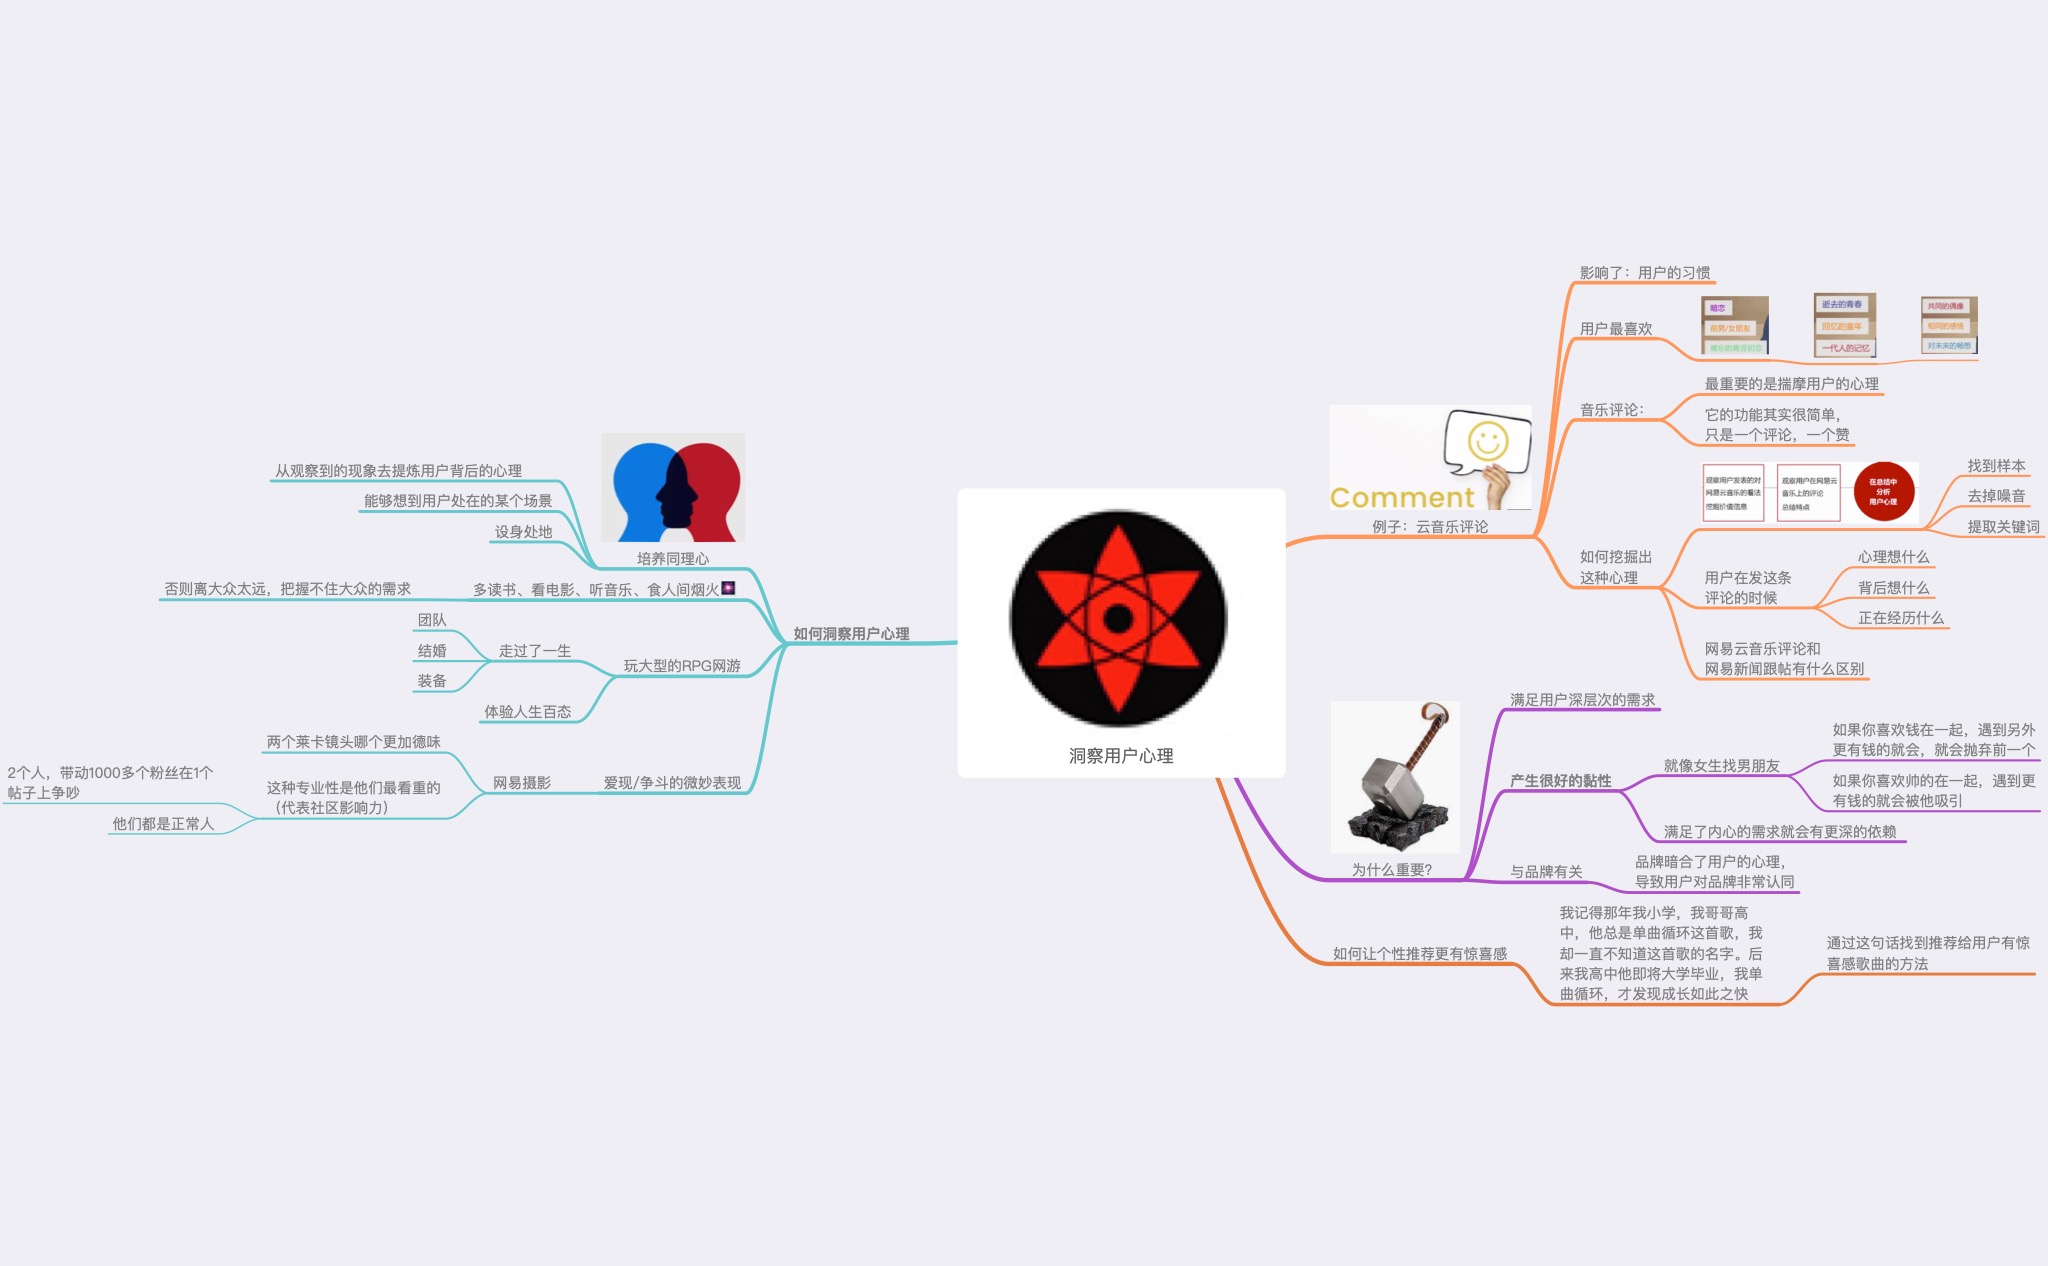 洞察用户心理
Comment
例子：云音乐评论
影响了：用户的习惯
用户最喜欢
暗恋
前男/女朋友
难忘的青涩初恋
逝去的青春
回忆的童年
一代人的记忆
共同的偶像
相同的感悟
对未来的畅想
音乐评论：
最重要的是揣摩用户的心理
它的功能其实很简单，
只是一个评论，一个赞
如何挖掘出
这种心理
观察用户发表的对
网易云音乐的看法
挖掘价值信息
观察用户在网易云
音乐上的评论
总结特点
在总结中
分析
用户心理
找到样本
去掉噪音
提取关键词
用户在发这条
评论的时候
心理想什么
背后想什么
正在经历什么
网易云音乐评论和
网易新闻跟帖有什么区别
为什么重要？
满足用户深层次的需求
产生很好的黏性
就像女生找男朋友
如果你喜欢钱在一起，遇到另外
更有钱的就会，就会抛弃前一个
如果你喜欢帅的在一起，遇到更
有钱的就会被他吸引
满足了内心的需求就会有更深的依赖
与品牌有关
品牌暗合了用户的心理，
导致用户对品牌非常认同
如何让个性推荐更有惊喜感
我记得那年我小学，我哥哥高
中，他总是单曲循环这首歌，我
却一直不知道这首歌的名字。后
来我高中他即将大学毕业，我单
曲循环，才发现成长如此之快
通过这句话找到推荐给用户有惊
喜感歌曲的方法
如何洞察用户心理
培养同理心
从观察到的现象去提炼用户背后的心理
能够想到用户处在的某个场景
设身处地
多读书、看电影、听音乐、食人间烟火
否则离大众太远，把握不住大众的需求
玩大型的RPG网游
走过了一生
团队
结婚
装备
体验人生百态
爱现/争斗的微妙表现
网易摄影
两个莱卡镜头哪个更加德味
这种专业性是他们最看重的
（代表社区影响力）
2个人，带动1000多个粉丝在1个
帖子上争吵
他们都是正常人